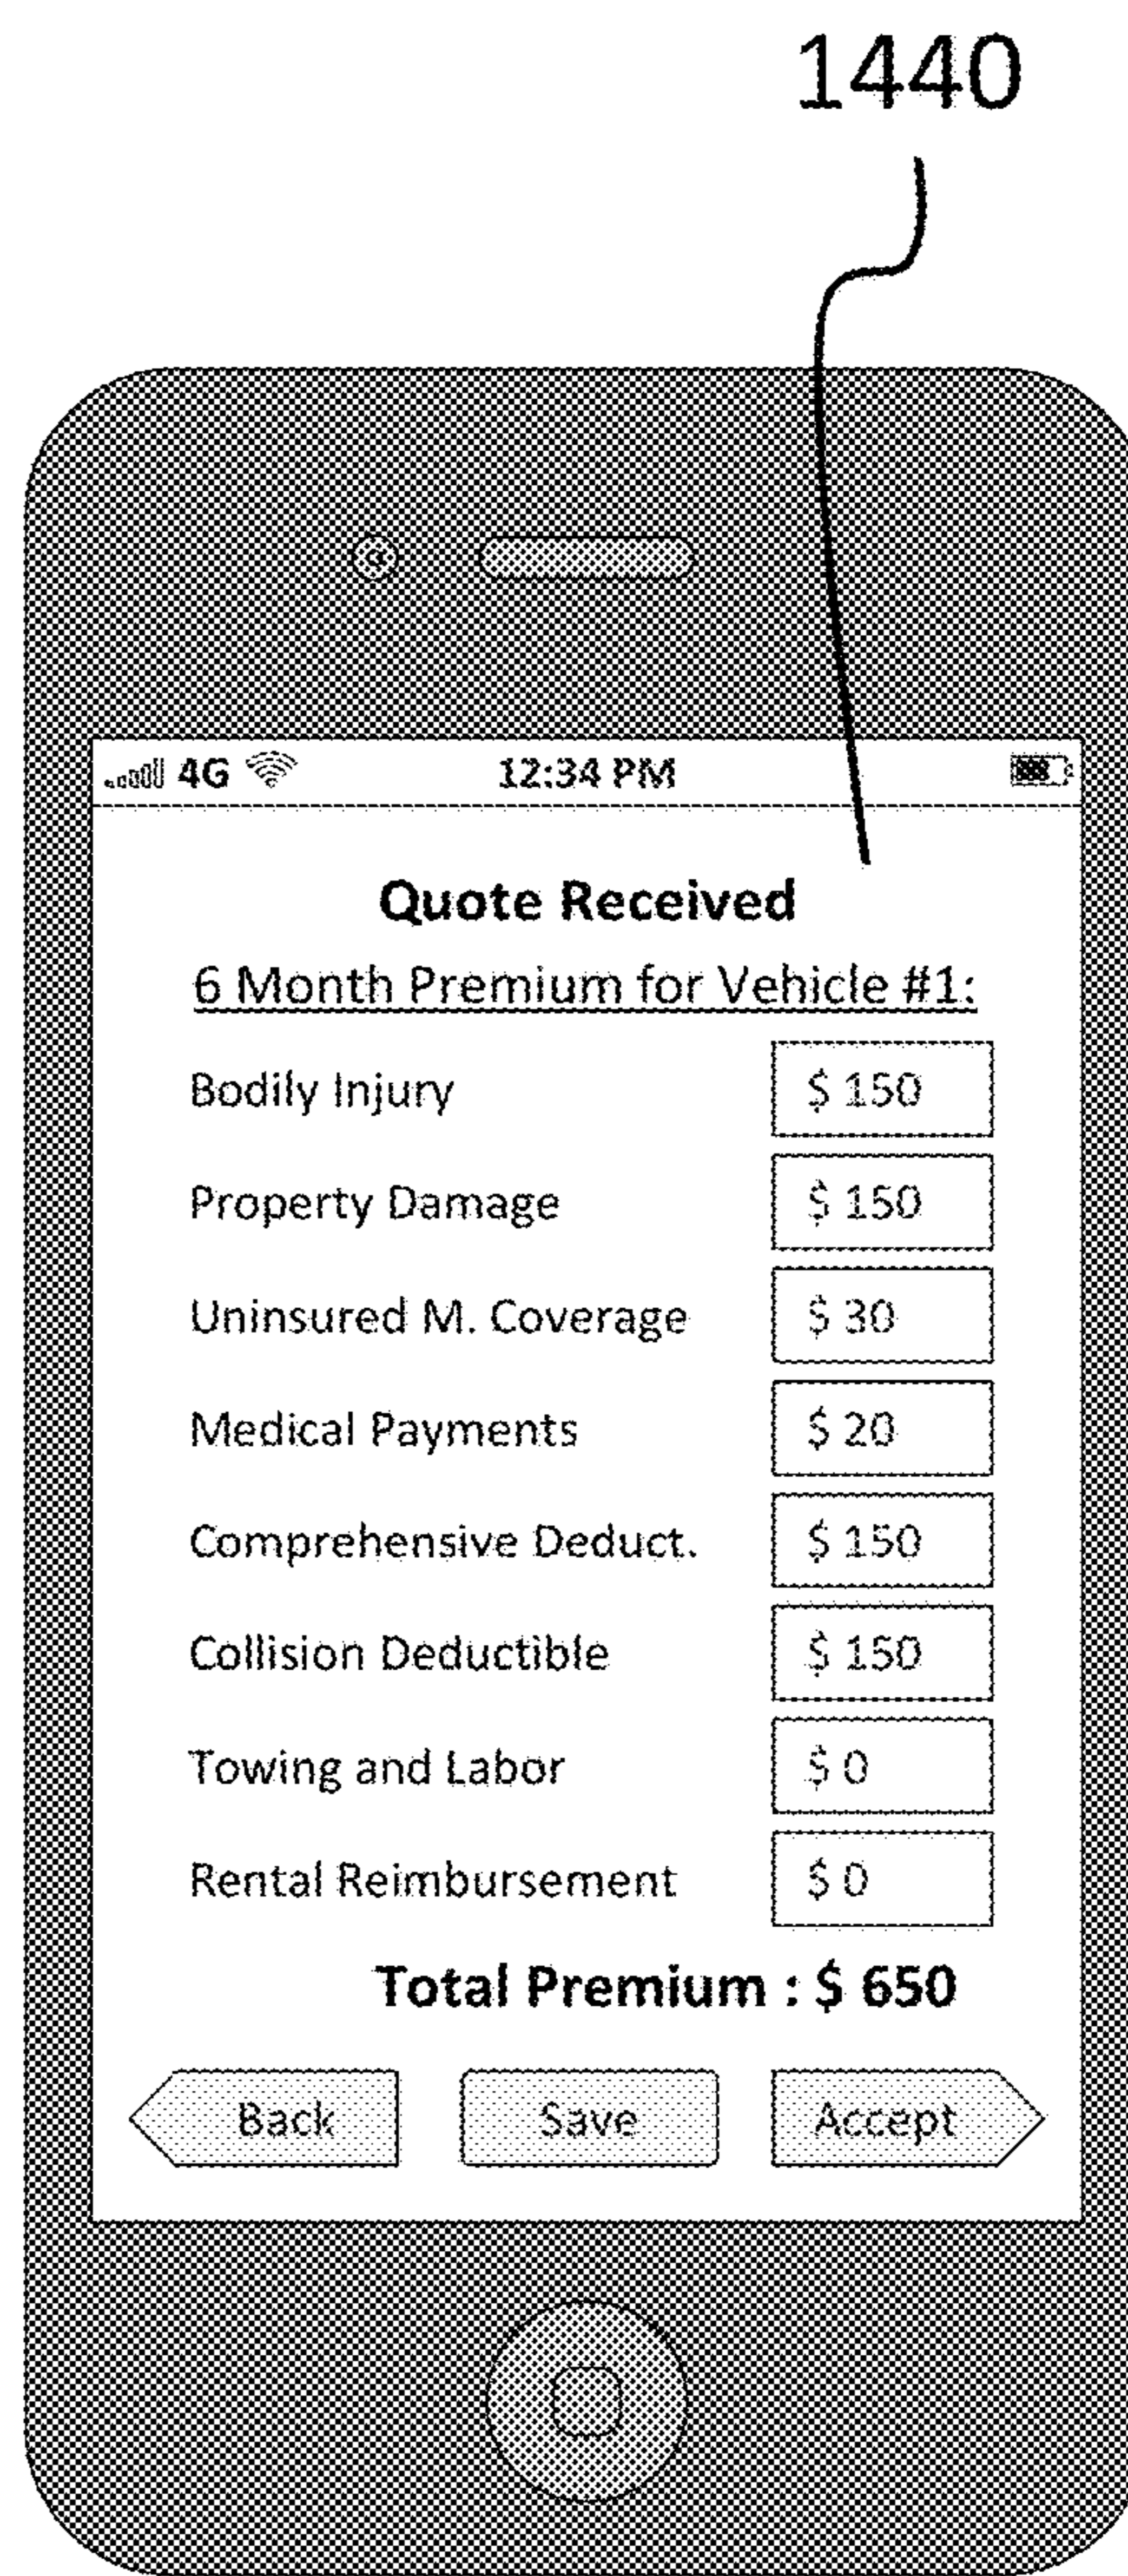 1440
4G 12:34 PM
Quote Received
6 Month Premium for Vehicle #1:
Bodily Injury $ 150
Property Damage $ 150
Uninsured M. Coverage $ 30
Medical Payments $ 20
Comprehensive Deduct. $ 150
Collision Deductible $ 150
Towing and Labor $ 0
Rental Reimbursement $ 0
Total Premium : $ 650
Back Save Accept